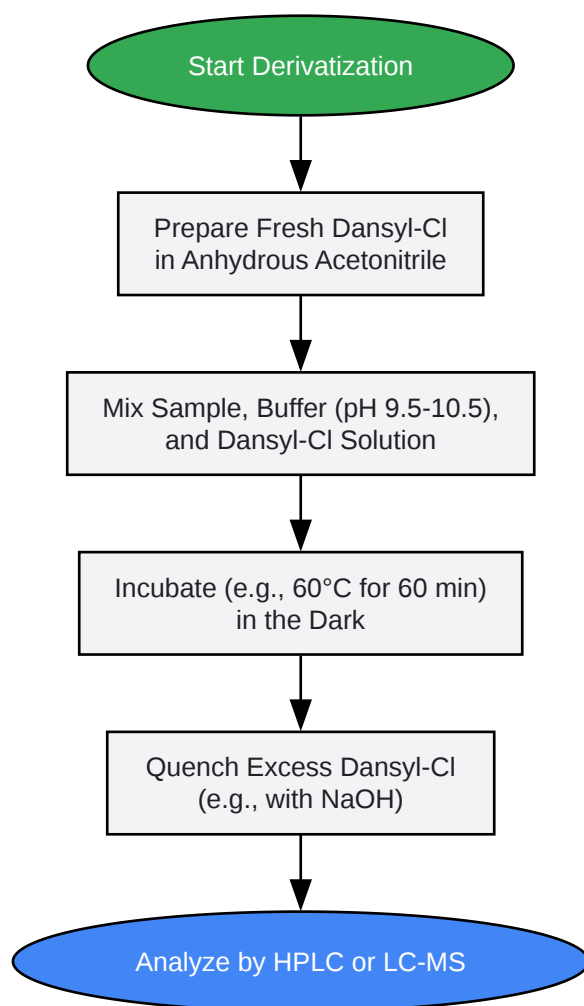 Start Derivatization
Prepare Fresh Dansyl-Cl
in Anhydrous Acetonitrile
Mix Sample, Buffer (pH 9.5-10.5),
and Dansyl-Cl Solution
Incubate (e.g., 60°C for 60 min)
in the Dark
Quench Excess Dansyl-Cl
(e.g., with NaOH)
Analyze by HPLC or LC-MS